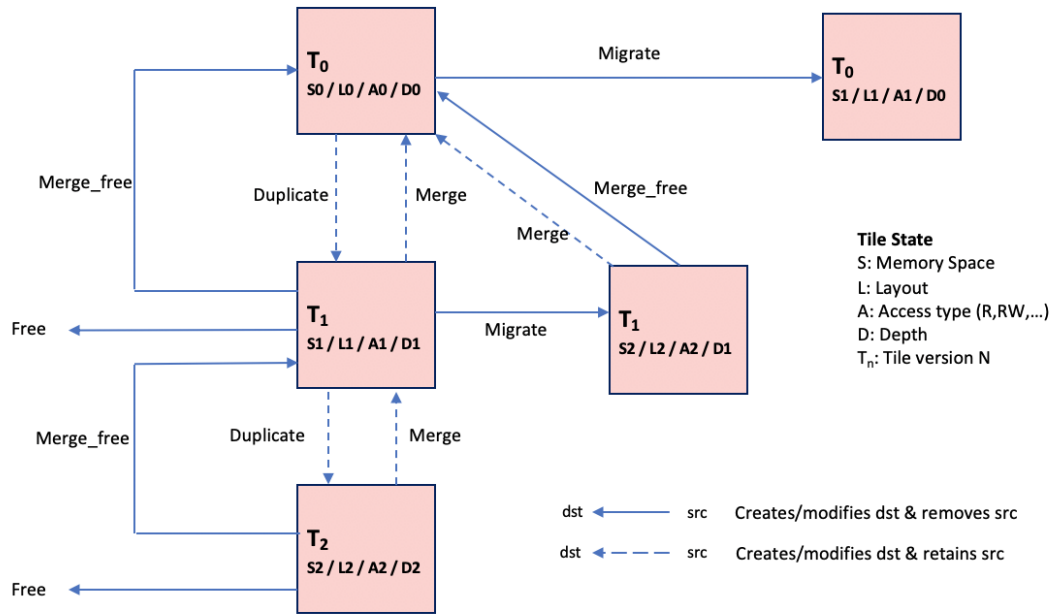 T0
S0 / L0 / A0 / D0
Migrate
T0
S1 / L1 / A1 / D0
Merge_free
Duplicate
Merge
Merge_free
Merge
T1
S1 / L1 / A1 / D1
Free
Migrate
T1
S2 / L2 / A2 / D1
Tile State
S: Memory Space
L: Layout
A: Access type (R,RW,...)
D: Depth
Tn: Tile version N
Merge_free
Duplicate
Merge
T2
S2 / L2 / A2 / D2
Free
dst src Creates/modifies dst & removes src
dst src Creates/modifies dst & retains src